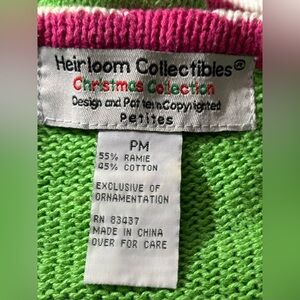 Heirloom Collectibles®
Christmas Collection
Design and Pattern Copyrighted
Petites
PM
55% RAMIE
45% COTTON
EXCLUSIVE OF
ORNAMENTATION
RN 83437
MADE IN CHINA
OVER FOR CARE